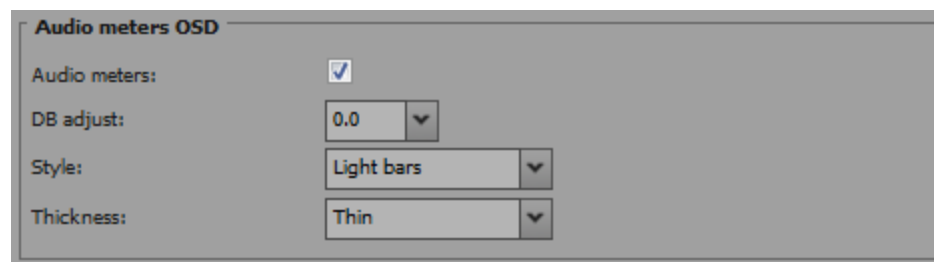 Audio meters OSD
Audio meters:
DB adjust: 0.0
Style: Light bars
Thickness: Thin